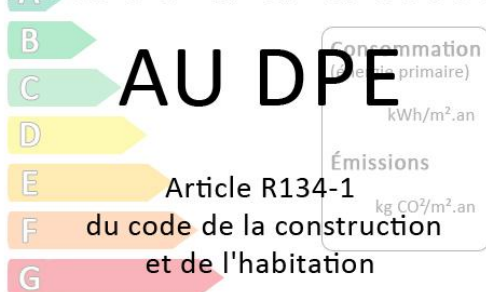 A
B
Consommation
AU DPE
(énergie primaire)
C
kWh/m².an
D
Émissions
E
Article R134-1
kg CO²/m².an
F
du code de la construction
et de l'habitation
G